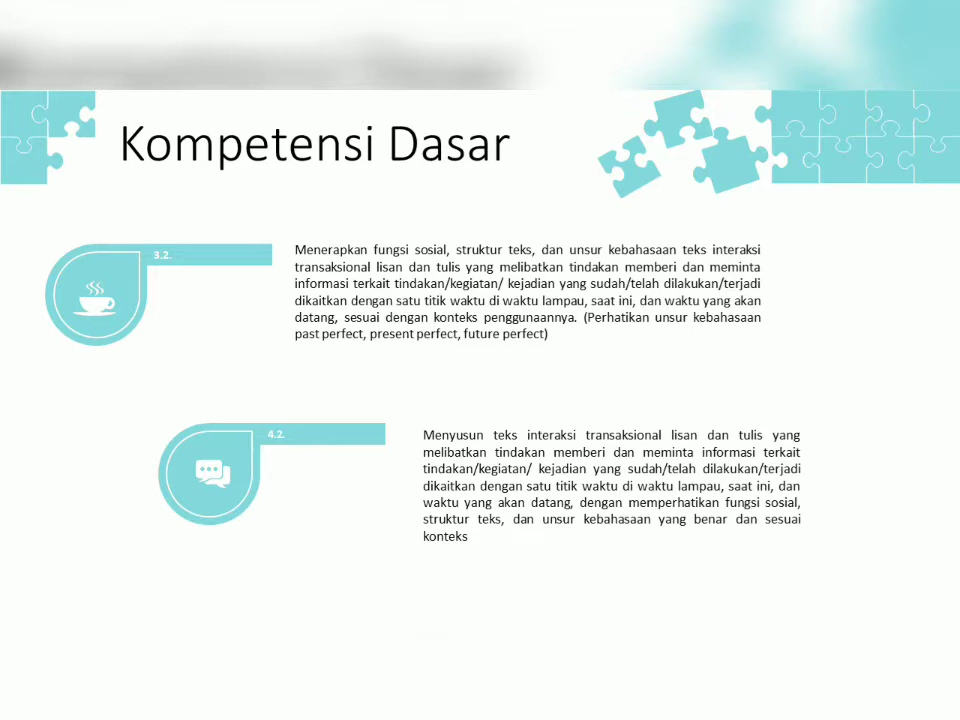 Kompetensi Dasar
3.2.
Menerapkan fungsi sosial, struktur teks, dan unsur kebahasaan teks interaksi
transaksional lisan dan tulis yang melibatkan tindakan memberi dan meminta
informasi terkait tindakan/kegiatan/ kejadian yang sudah/telah dilakukan/terjadi
dikaitkan dengan satu titik waktu di waktu lampau, saat ini, dan waktu yang akan
datang, sesuai dengan konteks penggunaannya. (Perhatikan unsur kebahasaan
past perfect, present perfect, future perfect)
4.2.
Menyusun teks interaksi transaksional lisan dan tulis yang
melibatkan tindakan memberi dan meminta informasi terkait
tindakan/kegiatan/ kejadian yang sudah/telah dilakukan/terjadi
dikaitkan dengan satu titik waktu di waktu lampau, saat ini, dan
waktu yang akan datang, dengan memperhatikan fungsi sosial,
struktur teks, dan unsur kebahasaan yang benar dan sesuai
konteks